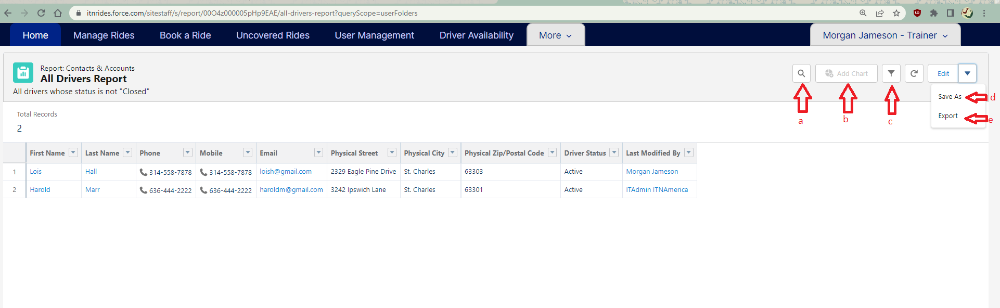 itnrides.force.com/sitestaff/s/report/00O4z000005pHp9EAE/all-drivers-report?queryScope=userFolders
Home Manage Rides Book a Ride Uncovered Rides User Management Driver Availability More Morgan Jameson - Trainer
Report: Contacts & Accounts
All Drivers Report
All drivers whose status is not "Closed"
Add Chart Edit
Save As d
Export e
a b c
Total Records
2
First Name Last Name Phone Mobile Email Physical Street Physical City Physical Zip/Postal Code Driver Status Last Modified By
1 Lois Hall 314-558-7878 314-558-7878 loish@gmail.com 2329 Eagle Pine Drive St. Charles 63303 Active Morgan Jameson
2 Harold Marr 636-444-2222 636-444-2222 haroldm@gmail.com 3242 Ipswich Lane St. Charles 63301 Active ITAdmin ITNAmerica